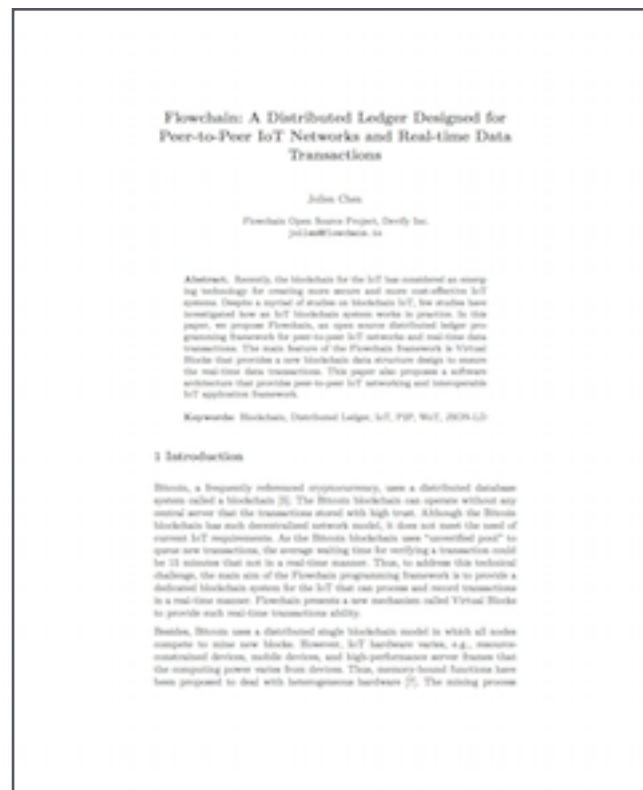 Flowchain: A Distributed Ledger Designed for
Peer-to-Peer IoT Networks and Real-time Data
Transactions
Jollen Chen
Flowchain Open Source Project, Devify Inc.
jollen@flowchain.io
Abstract. Recently, the blockchain for the IoT has considered an emerg-
ing technology for creating more secure and more cost-effective IoT
systems. Despite a myriad of studies on blockchain IoT, few studies have
investigated how an IoT blockchain system works in practice. In this
paper, we propose Flowchain, an open source distributed ledger pro-
gramming framework for peer-to-peer IoT networks and real-time data
transactions. The main feature of the Flowchain framework is Virtual
Blocks that provides a new blockchain data structure design to ensure
the real-time data transactions. This paper also proposes a software
architecture that provides peer-to-peer IoT networking and interoperable
IoT application framework.
Keywords: Blockchain, Distributed Ledger, IoT, P2P, WoT, JSON-LD
1 Introduction
Bitcoin, a frequently referenced cryptocurrency, uses a distributed database
system called a blockchain. The Bitcoin blockchain can operate without any
central server that the transactions stored with high trust. Although the Bitcoin
blockchain has such decentralized network model, it does not meet the need of
current IoT requirements. As the Bitcoin blockchain uses "unverified pool" to
queue new transactions, the average waiting time for verifying a transaction could
be minutes that not in a real-time manner. Thus, to address this technical
challenge, the main aim of the Flowchain programming framework is to provide a
dedicated blockchain system for the IoT that can process and record transactions
in a real-time manner. Flowchain presents a new mechanism called Virtual Blocks
to provide such real-time transactions ability.
Besides, Bitcoin uses a distributed single blockchain model in which all nodes
compete to mine new blocks. However, IoT hardware varies, e.g., resource-
constrained devices, mobile devices, and high-performance server frames that
the computing power varies from devices. Thus, memory-bound functions have
been proposed to deal with heterogeneous hardware [7]. The mining process